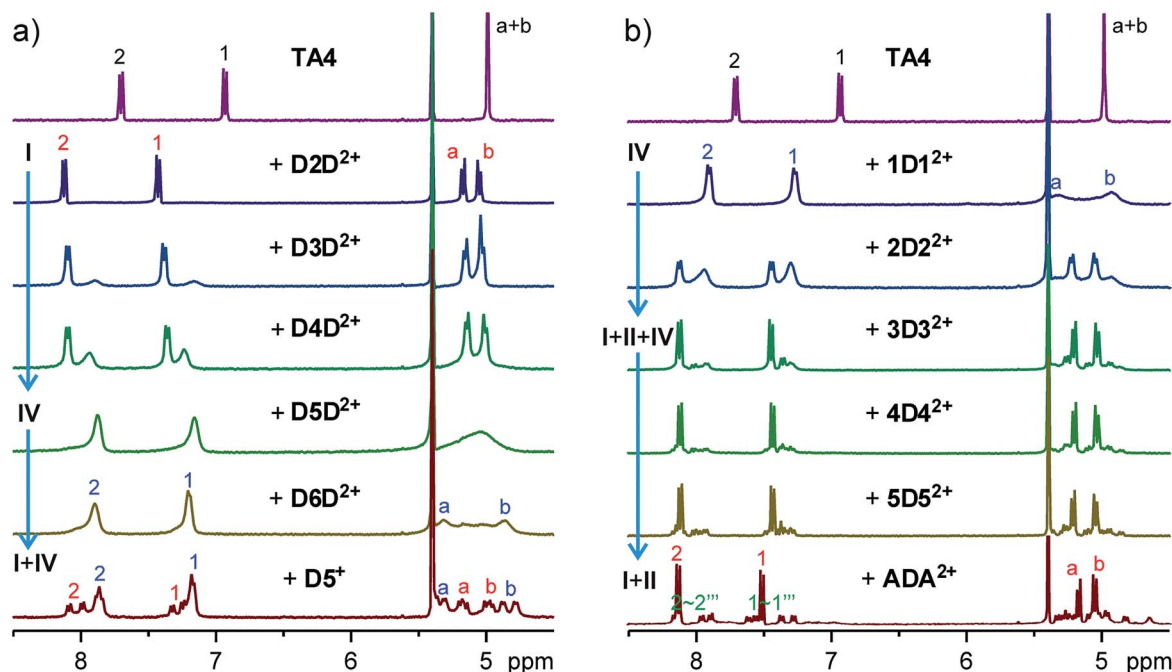 a)
TA4
2
1
a+b
I
+ D2D²⁺
2
1
a
b
+ D3D²⁺
+ D4D²⁺
IV
+ D5D²⁺
+ D6D²⁺
2
1
a
b
I+IV
+ D5⁺
2
2
1
1
a
a
b
b
8
7
6
5
ppm
b)
TA4
2
1
a+b
IV
+ 1D1²⁺
2
1
a
b
+ 2D2²⁺
I+II+IV
+ 3D3²⁺
+ 4D4²⁺
+ 5D5²⁺
I+II
+ ADA²⁺
2
1
a
b
2~2'''
1~1'''
8
7
6
5
ppm